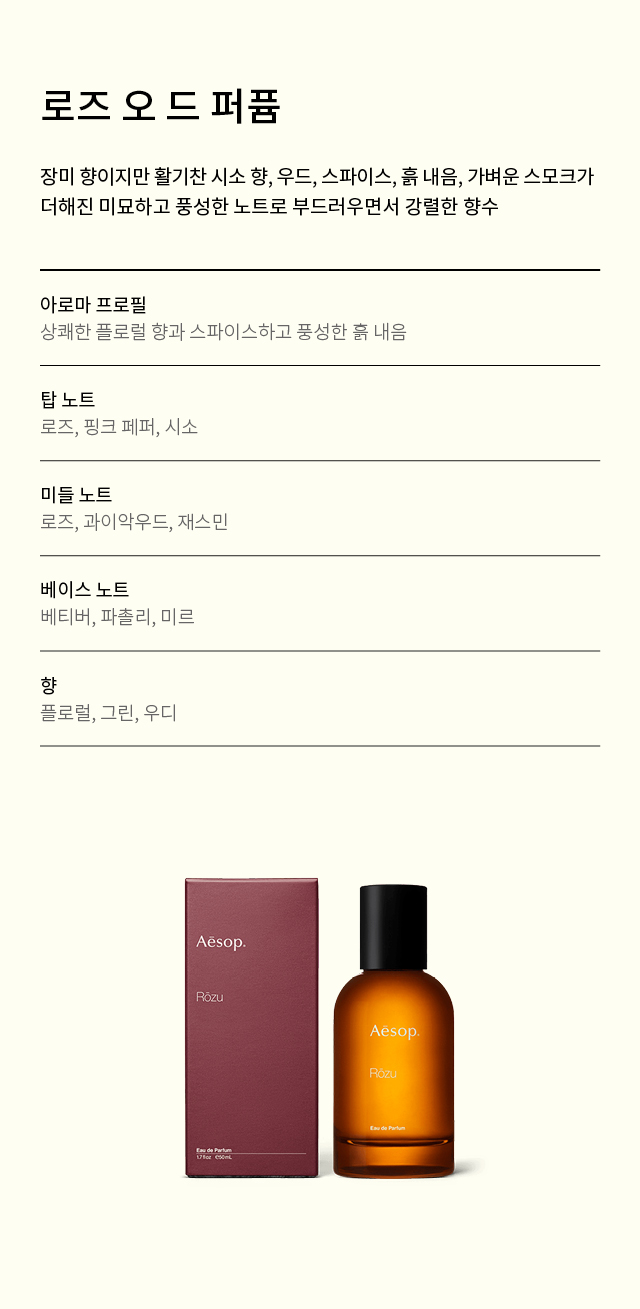 로즈 오 드 퍼퓸
장미 향이지만 활기찬 시소 향, 우드, 스파이스, 흙 내음, 가벼운 스모크가
더해진 미묘하고 풍성한 노트로 부드러우면서 강렬한 향수
아로마 프로필
상쾌한 플로럴 향과 스파이스하고 풍성한 흙 내음
탑 노트
로즈, 핑크 페퍼, 시소
미들 노트
로즈, 과이악우드, 재스민
베이스 노트
베티버, 파촐리, 미르
향
플로럴, 그린, 우디
Aēsop.
Rōzu
Eau de Parfum
1.7 fl oz ℮50 mL
Aēsop.
Rōzu
Eau de Parfum